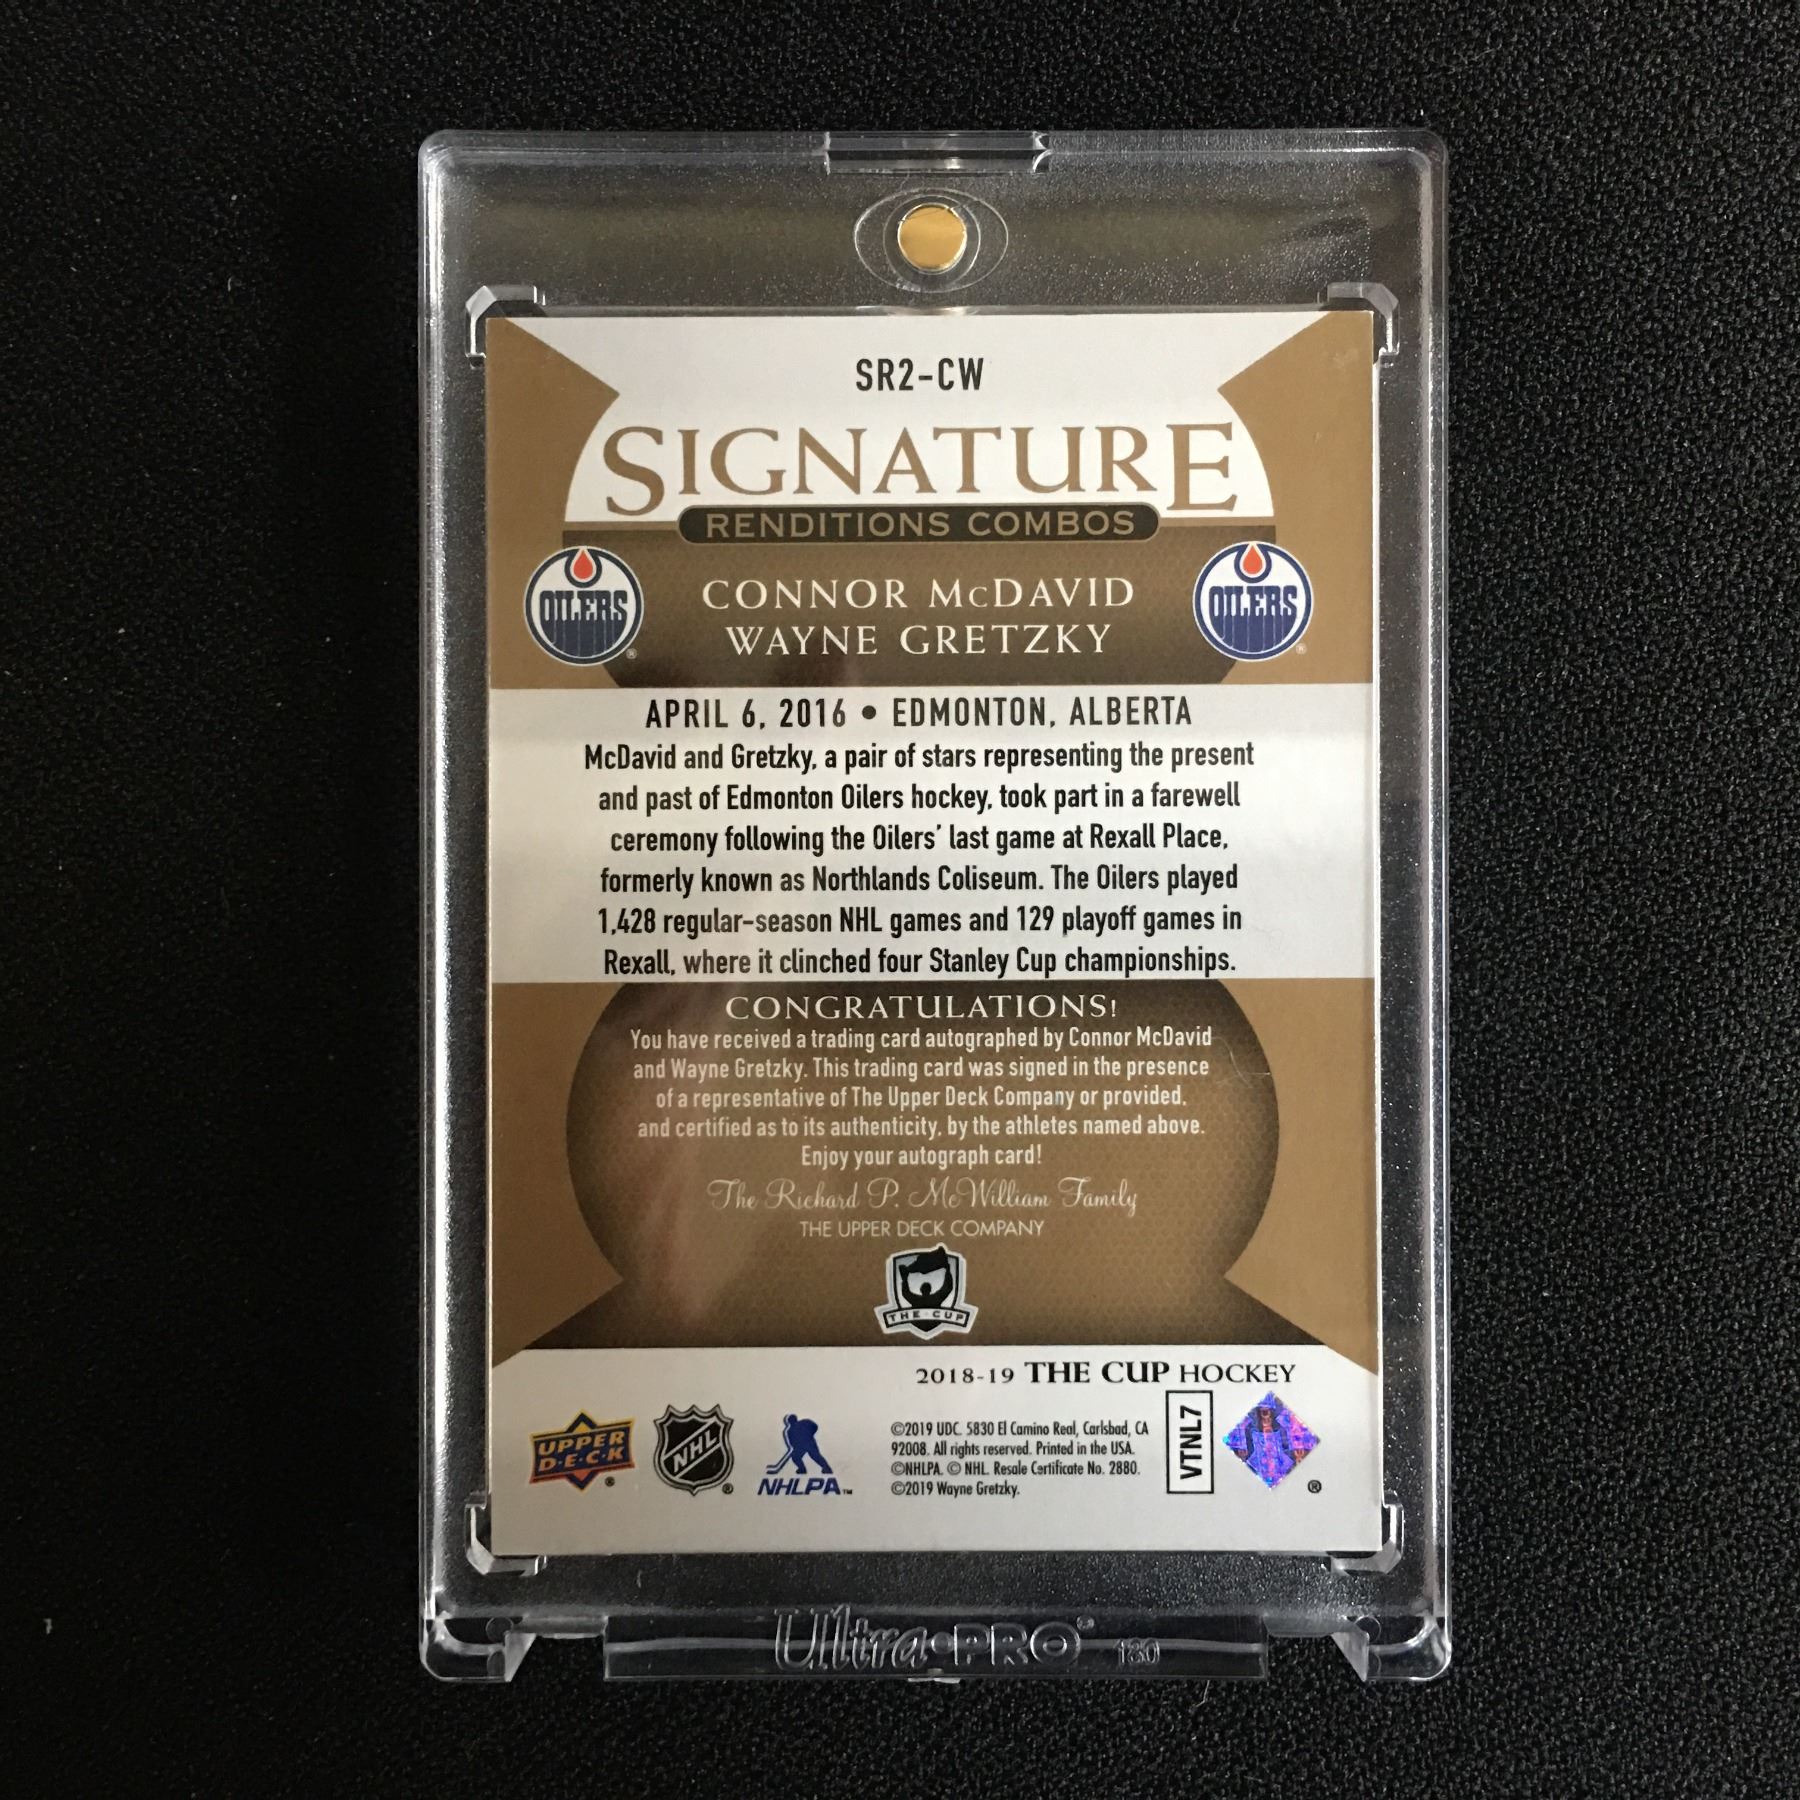 SR2-CW
SIGNATURE
RENDITIONS COMBOS
OILERS
OILERS
CONNOR McDAVID
WAYNE GRETZKY
APRIL 6, 2016 • EDMONTON, ALBERTA
McDavid and Gretzky, a pair of stars representing the present
and past of Edmonton Oilers hockey, took part in a farewell
ceremony following the Oilers' last game at Rexall Place,
formerly known as Northlands Coliseum. The Oilers played
1,428 regular-season NHL games and 129 playoff games in
Rexall, where it clinched four Stanley Cup championships.
CONGRATULATIONS!
You have received a trading card autographed by Connor McDavid
and Wayne Gretzky. This trading card was signed in the presence
of a representative of The Upper Deck Company or provided,
and certified as to its authenticity, by the athletes named above.
Enjoy your autograph card!
The Richard P. McWilliam Family
THE UPPER DECK COMPANY
THE CUP
2018-19 THE CUP HOCKEY
UPPER
D·E·C·K
®
NHL
®
NHLPA™
©2019 UDC. 5830 El Camino Real, Carlsbad, CA
92008. All rights reserved. Printed in the USA.
©NHLPA. © NHL. Resale Certificate No. 2880.
©2019 Wayne Gretzky.
VTNL7
®
Ultra·PRO® 180